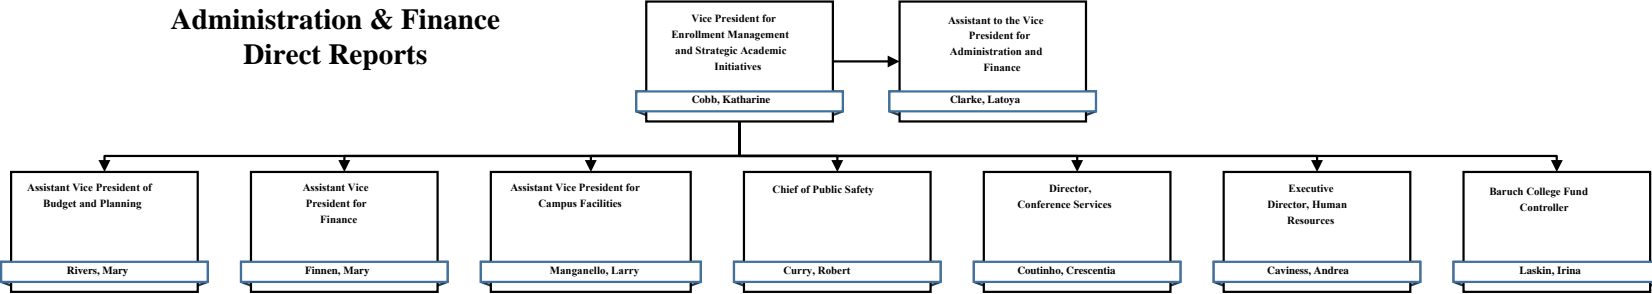 Administration & Finance
Direct Reports
Vice President for
Enrollment Management
and Strategic Academic
Initiatives
Cobb, Katharine
Assistant to the Vice
President for
Administration and
Finance
Clarke, Latoya
Assistant Vice President of
Budget and Planning
Rivers, Mary
Assistant Vice
President for
Finance
Finnen, Mary
Assistant Vice President for
Campus Facilities
Manganello, Larry
Chief of Public Safety
Curry, Robert
Director,
Conference Services
Coutinho, Crescentia
Executive
Director, Human
Resources
Caviness, Andrea
Baruch College Fund
Controller
Laskin, Irina